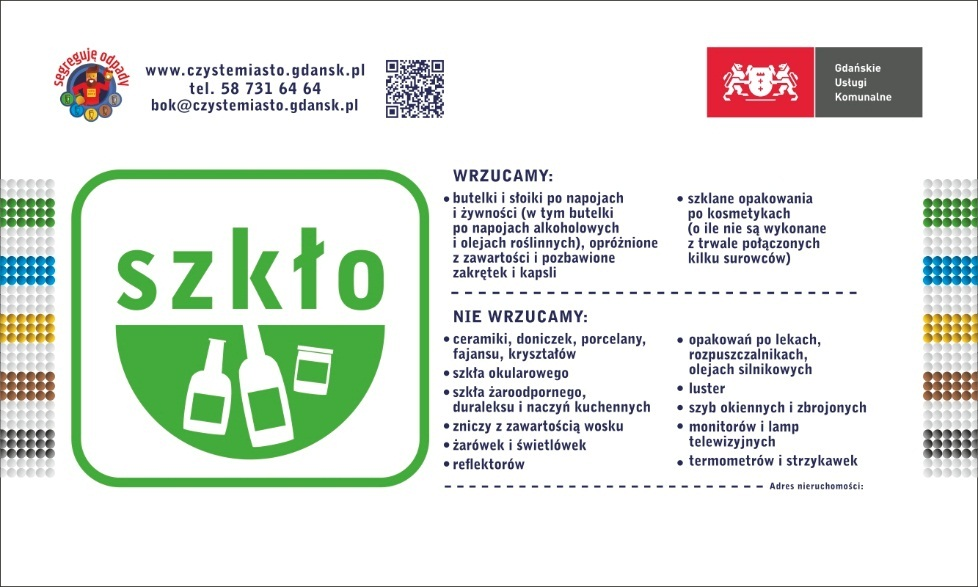 segreguję odpady
www.czystemiasto.gdansk.pl
tel. 58 731 64 64
bok@czystemiasto.gdansk.pl
Gdańskie
Usługi
Komunalne
szkło
WRZUCAMY:
• butelki i słoiki po napojach
i żywności (w tym butelki
po napojach alkoholowych
i olejach roślinnych), opróżnione
z zawartości i pozbawione
zakrętek i kapsli
• szklane opakowania
po kosmetykach
(o ile nie są wykonane
z trwale połączonych
kilku surowców)
NIE WRZUCAMY:
• ceramiki, doniczek, porcelany,
fajansu, kryształów
• szkła okularowego
• szkła żaroodpornego,
duraleksu i naczyń kuchennych
• zniczy z zawartością wosku
• żarówek i świetlówek
• reflektorów
• opakowań po lekach,
rozpuszczalnikach,
olejach silnikowych
• luster
• szyb okiennych i zbrojonych
• monitorów i lamp
telewizyjnych
• termometrów i strzykawek
Adres nieruchomości: